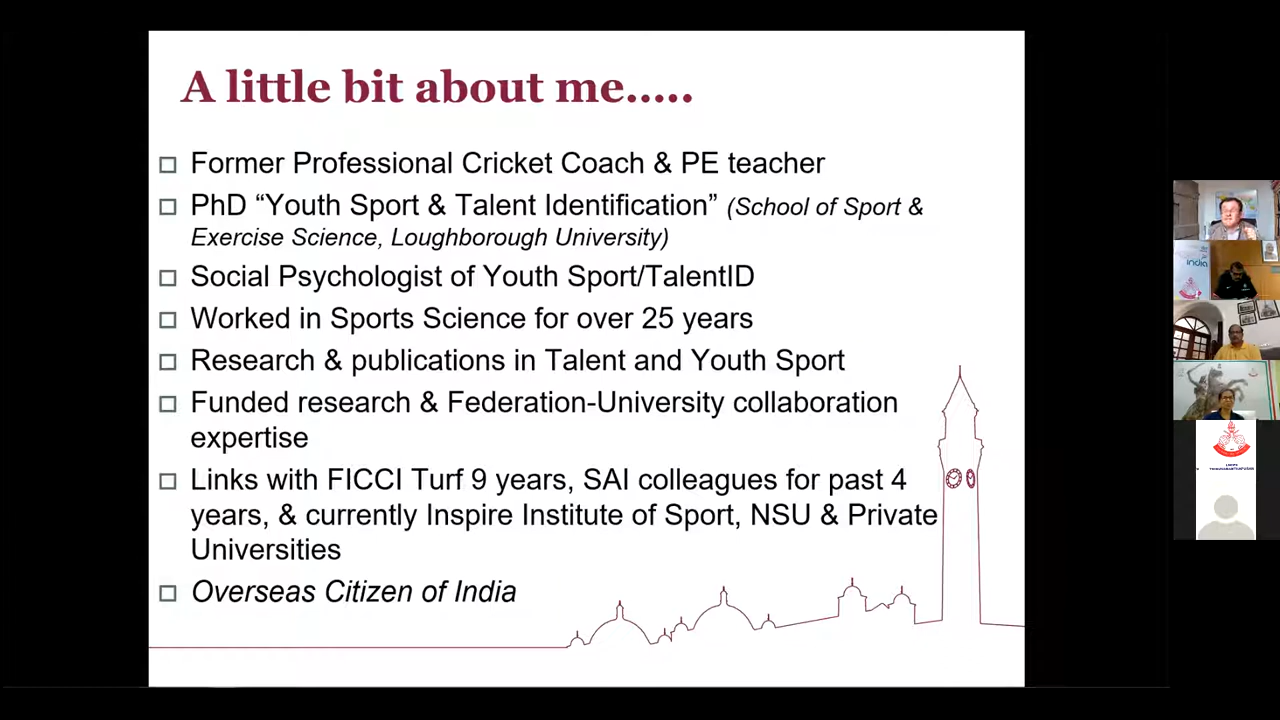 A little bit about me.....
Former Professional Cricket Coach & PE teacher
PhD “Youth Sport & Talent Identification” (School of Sport &
Exercise Science, Loughborough University)
Social Psychologist of Youth Sport/TalentID
Worked in Sports Science for over 25 years
Research & publications in Talent and Youth Sport
Funded research & Federation-University collaboration
expertise
Links with FICCI Turf 9 years, SAI colleagues for past 4
years, & currently Inspire Institute of Sport, NSU & Private
Universities
Overseas Citizen of India
india